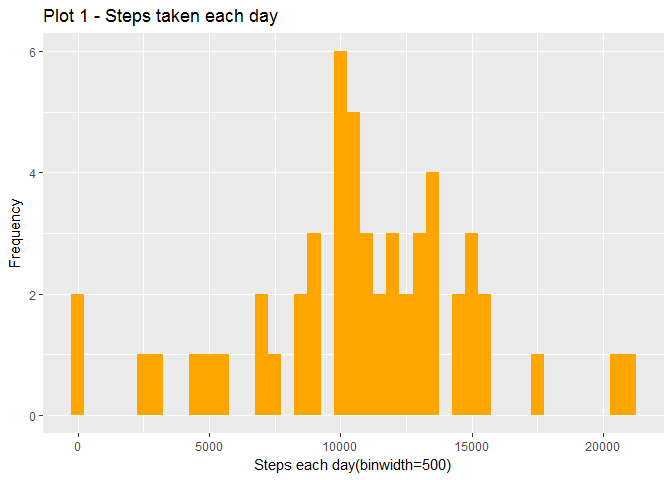 Plot 1 - Steps taken each day
Frequency
6
4
2
0
0 5000 10000 15000 20000
Steps each day(binwidth=500)